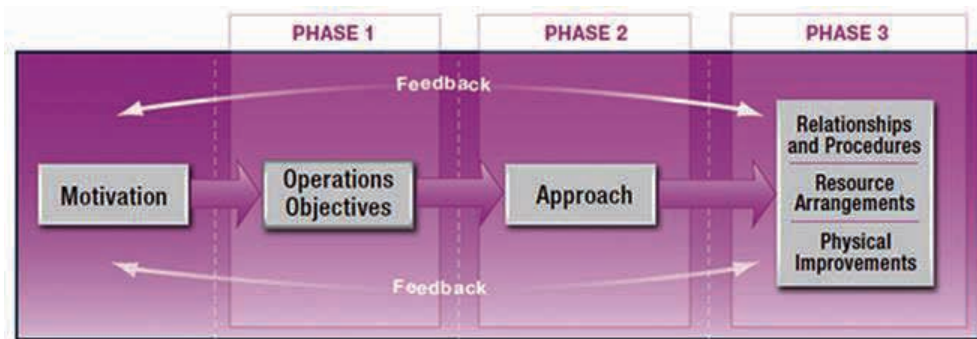 PHASE 1
PHASE 2
PHASE 3
Feedback
Motivation
Operations
Objectives
Approach
Relationships
and Procedures
Resource
Arrangements
Physical
Improvements
Feedback